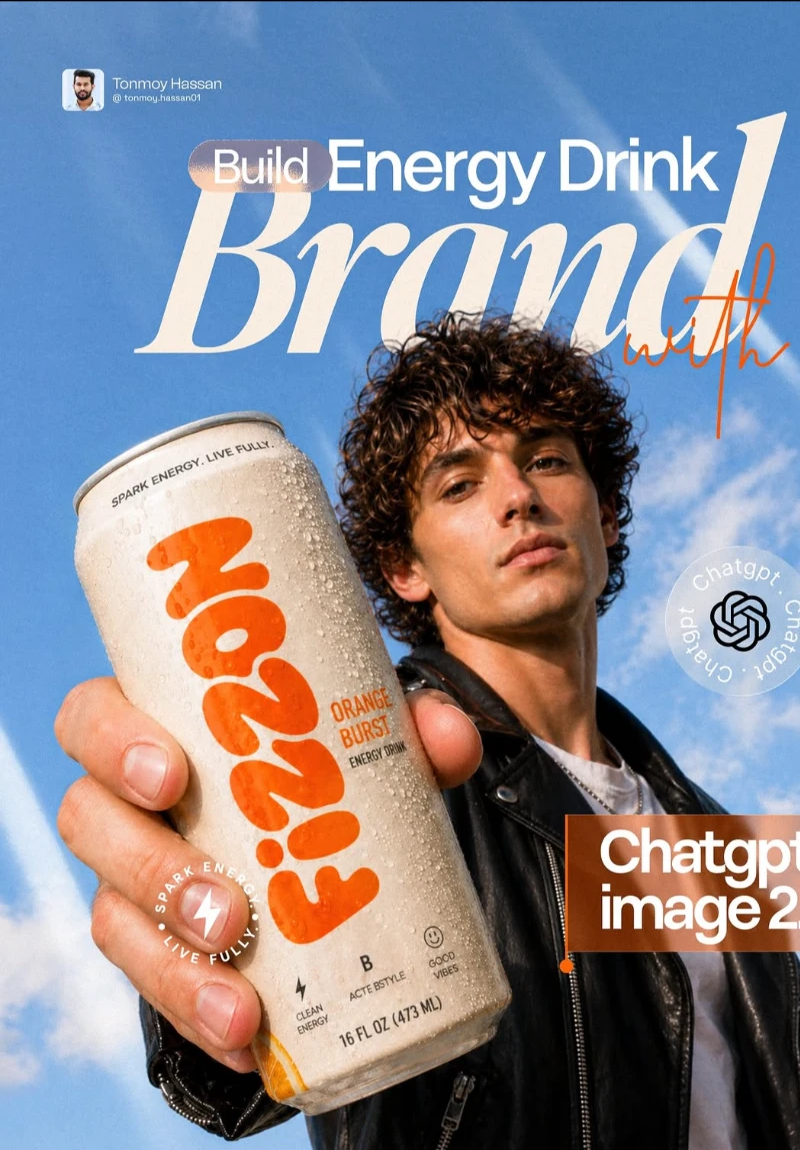 Tonmoy Hassan
@ tonmoy.hassan01
Build Energy Drink
Brand
with
SPARK ENERGY. LIVE FULLY.
FIZZON
ORANGE
BURST
ENERGY DRINK
Chatgpt . Chatgpt . Chatgpt
Chatgpt
image 2.
SPARK ENERGY. • LIVE FULLY. •
CLEAN
ENERGY
B
ACTE BSTYLE
GOOD
VIBES
16 FL OZ (473 ML)